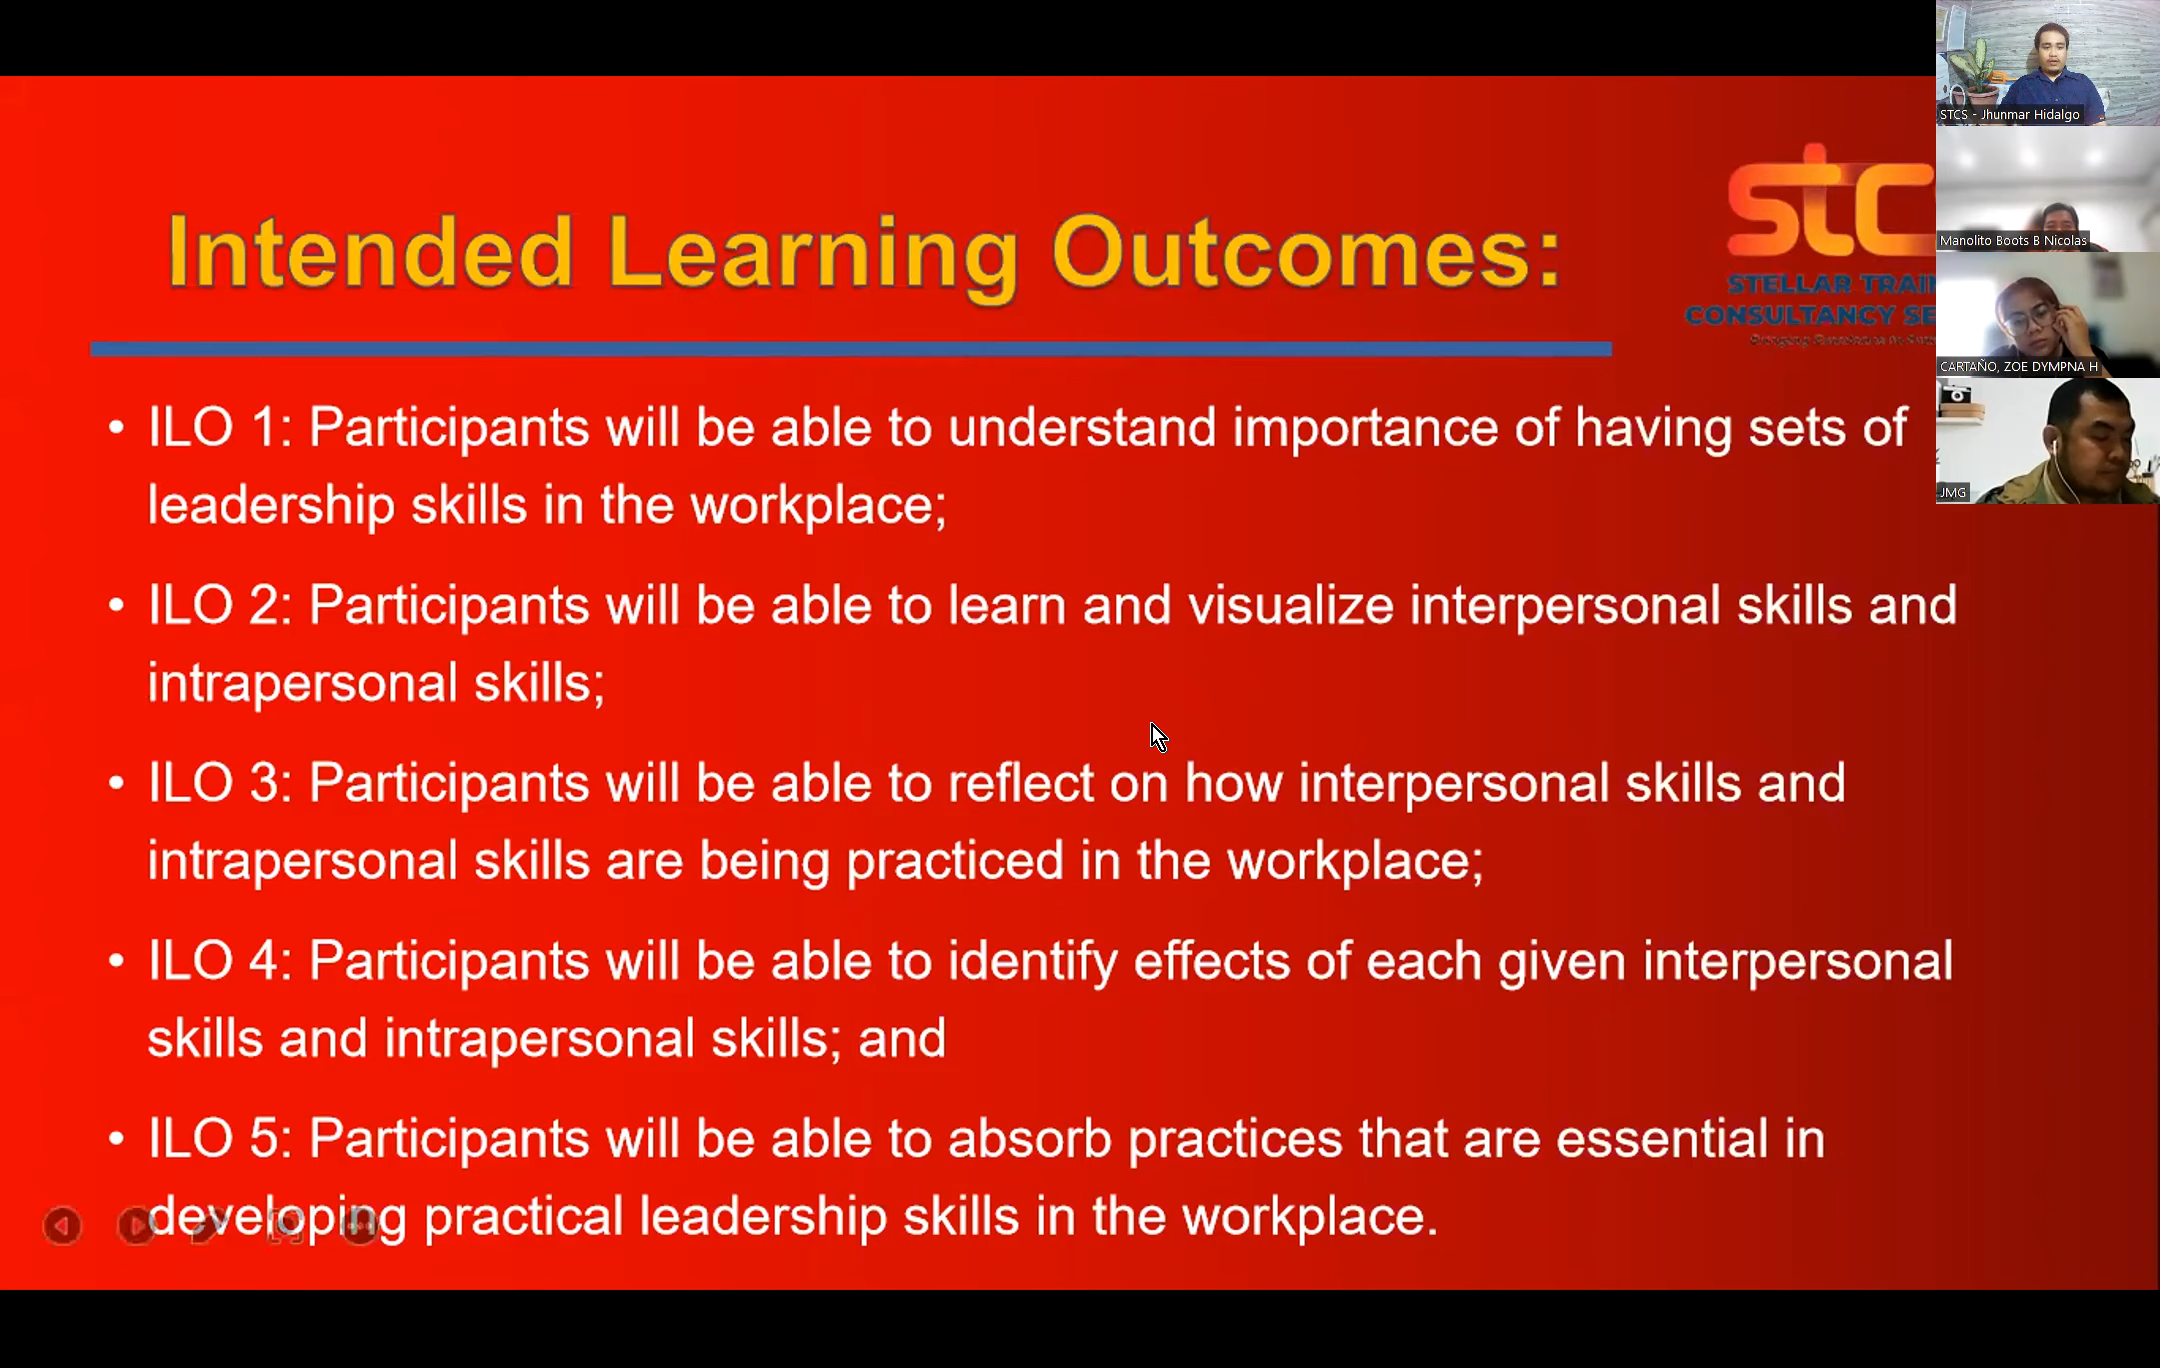 Intended Learning Outcomes:
stc
STELLAR TRAIN
CONSULTANCY SE
• ILO 1: Participants will be able to understand importance of having sets of
leadership skills in the workplace;
• ILO 2: Participants will be able to learn and visualize interpersonal skills and
intrapersonal skills;
• ILO 3: Participants will be able to reflect on how interpersonal skills and
intrapersonal skills are being practiced in the workplace;
• ILO 4: Participants will be able to identify effects of each given interpersonal
skills and intrapersonal skills; and
• ILO 5: Participants will be able to absorb practices that are essential in
developing practical leadership skills in the workplace.
STCS - Jhunmar Hidalgo
Manolito Boots B Nicolas
CARTAÑO, ZOE DYMPNA H
JMG